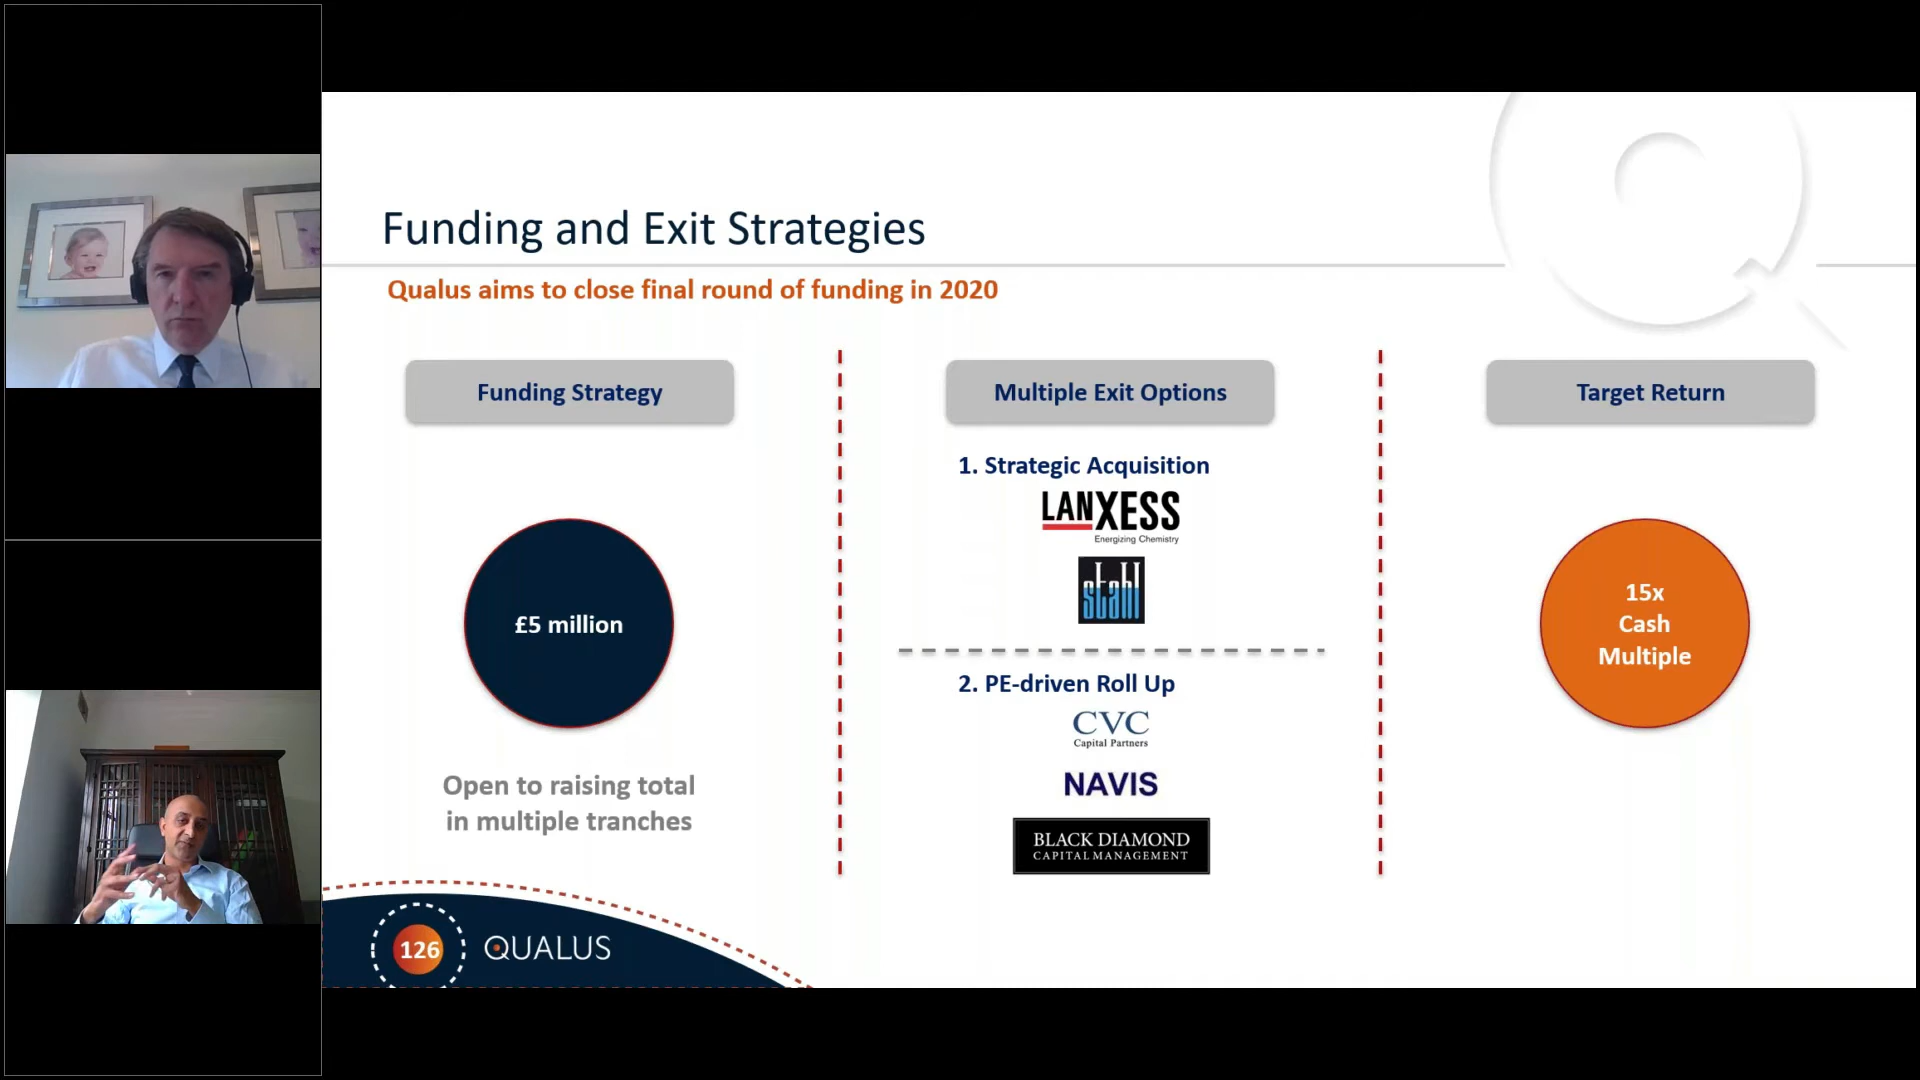 Funding and Exit Strategies
Qualus aims to close final round of funding in 2020
Funding Strategy
£5 million
Open to raising total
in multiple tranches
Multiple Exit Options
1. Strategic Acquisition
LANXESS
Energizing Chemistry
stahl
2. PE-driven Roll Up
CVC
Capital Partners
NAVIS
BLACK DIAMOND
CAPITAL MANAGEMENT
Target Return
15x
Cash
Multiple
126
QUALUS